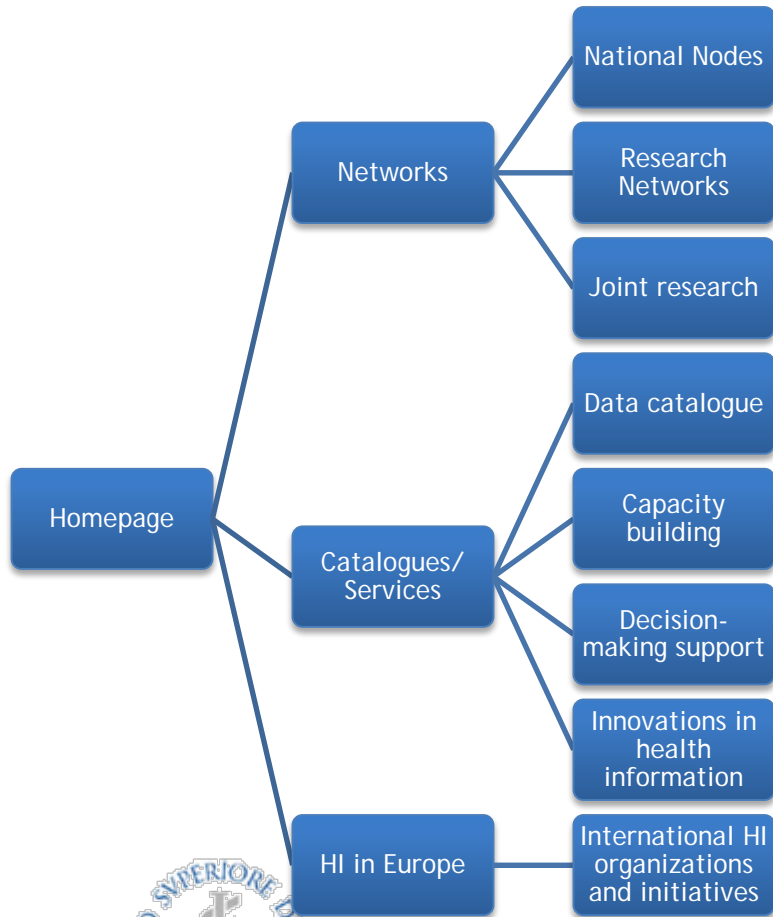 National Nodes
Networks
Research
Networks
Joint research
Homepage
Catalogues/
Services
Data catalogue
Capacity
building
Decision-
making support
Innovations in
health
information
HI in Europe
International HI
organizations
and initiatives
SVPERIORE